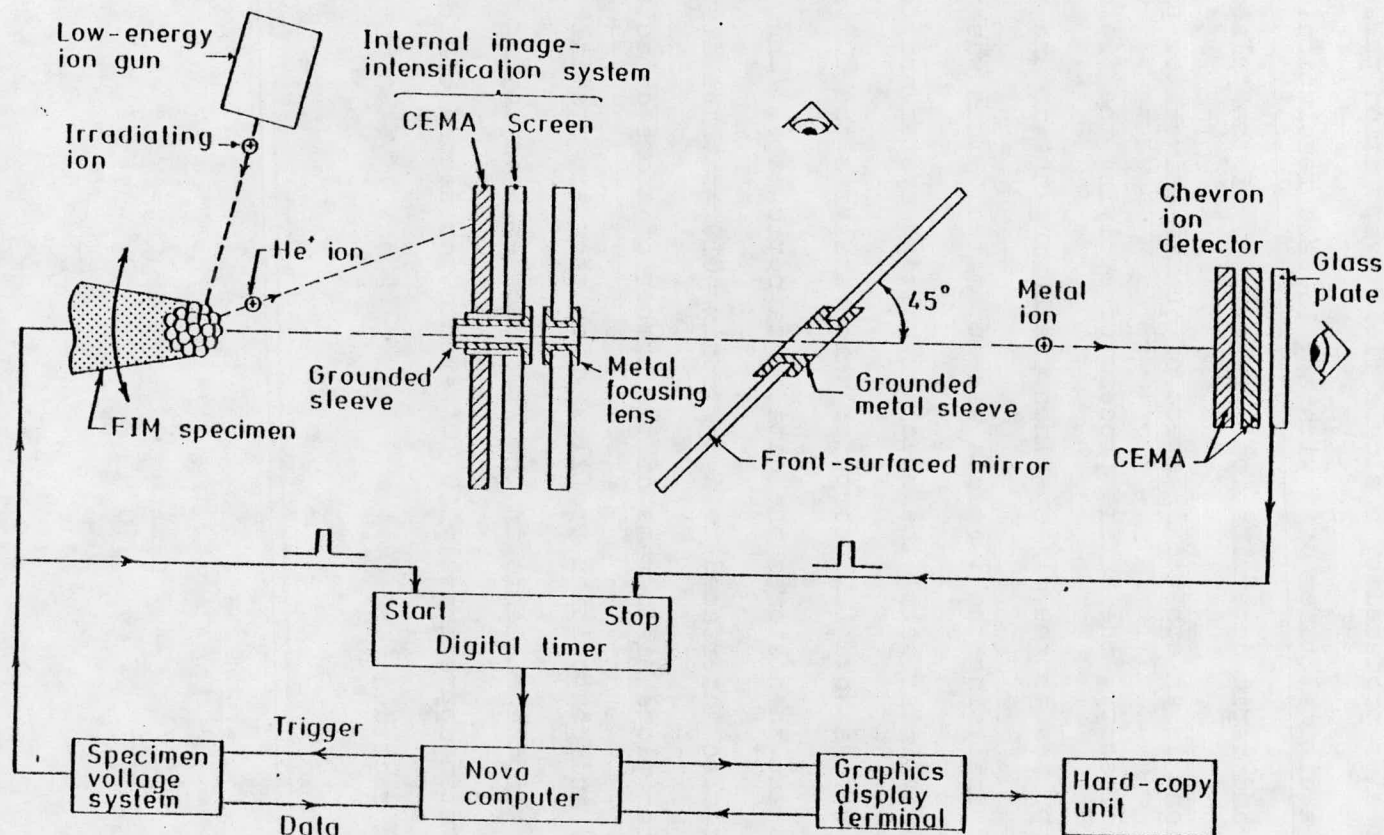 Low-energy
ion gun
Internal image-
intensification system
CEMA Screen
Irradiating
ion
He+ ion
Chevron
ion
detector
Glass
plate
Metal
ion
45°
Grounded
sleeve
Metal
focusing
lens
Grounded
metal sleeve
FIM specimen
Front-surfaced mirror
CEMA
Start Stop
Digital timer
Trigger
Specimen
voltage
system
Nova
computer
Graphics
display
terminal
Hard-copy
unit
Data